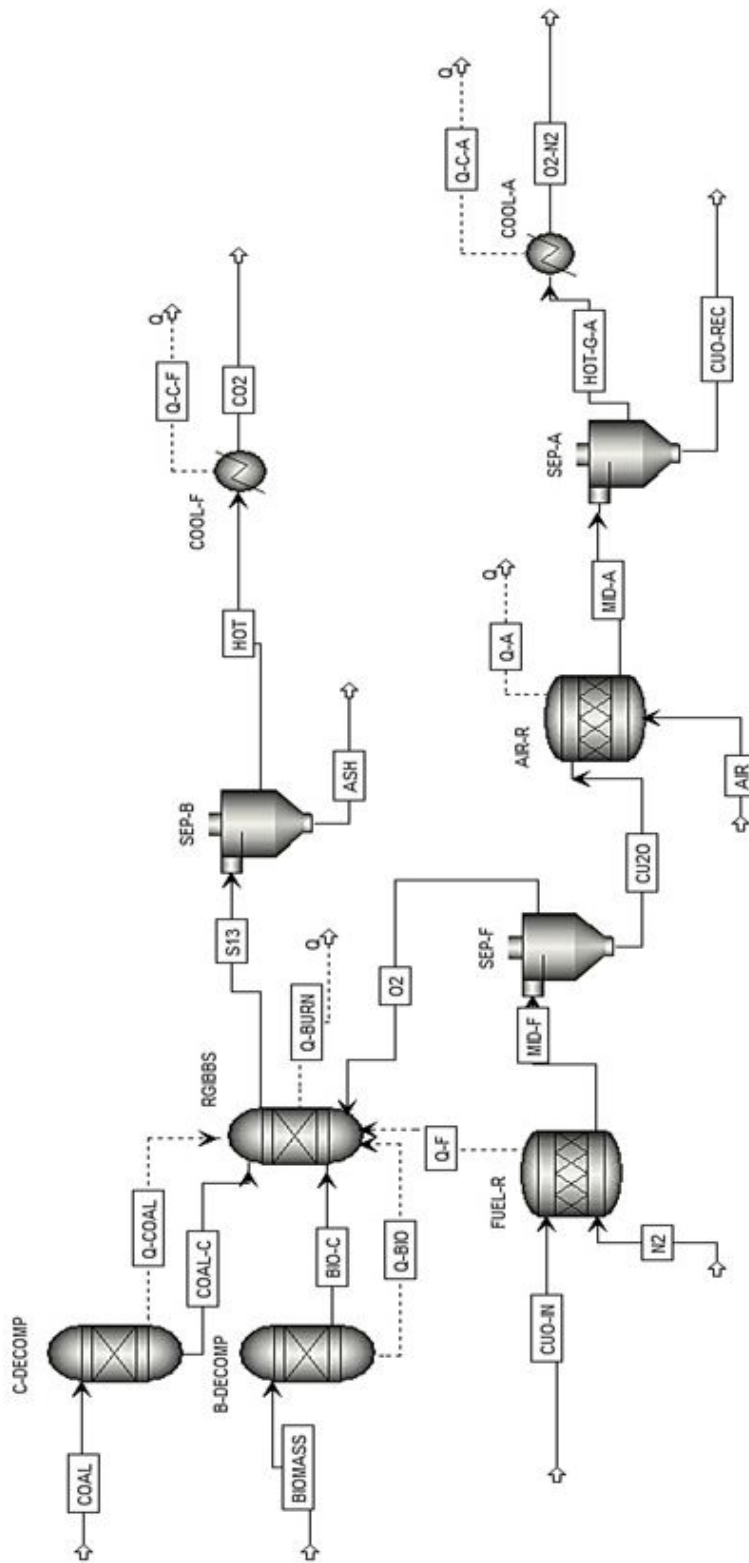 C-DECOMP
COAL
Q-COAL
COAL-C
B-DECOMP
BIOMASS
BIO-C
Q-BIO
RGIBBS
Q-BURN
Q
S13
SEP-B
ASH
HOT
COOL-F
Q-C-F
Q
CO2
CUO-IN
N2
FUEL-R
Q-F
MID-F
SEP-F
O2
CU2O
AIR
AIR-R
Q-A
Q
MID-A
SEP-A
HOT-G-A
CUO-REC
COOL-A
Q-C-A
Q
O2-N2